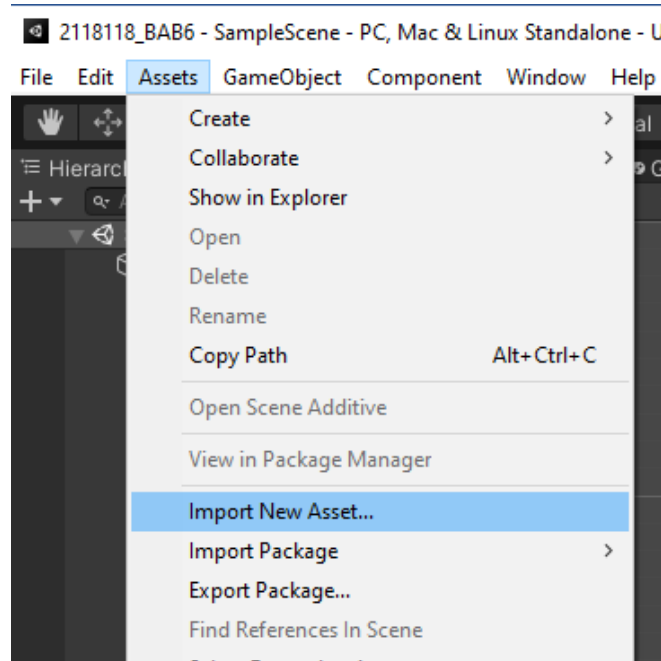 2118118_BAB6 - SampleScene - PC, Mac & Linux Standalone - U
File Edit Assets GameObject Component Window Help
Create
al
Hierarc
Collaborate
G
Show in Explorer
Open
Delete
Rename
Copy Path Alt+Ctrl+C
Open Scene Additive
View in Package Manager
Import New Asset...
Import Package
Export Package...
Find References In Scene